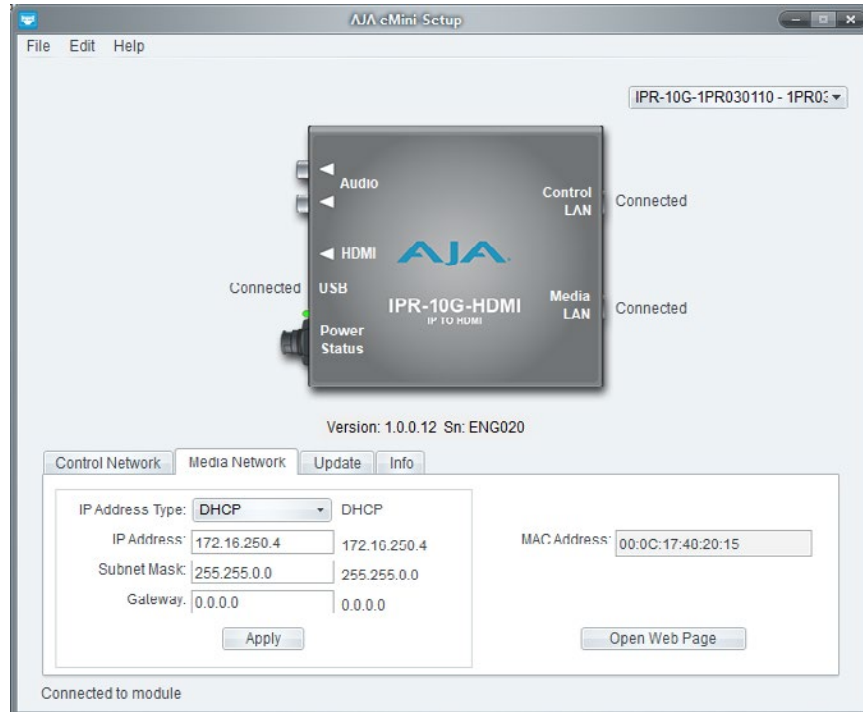 AJA eMini Setup
File Edit Help
IPR-10G-1PR030110 - 1PR03
Audio
Control LAN
Connected
HDMI
AJA
Connected
USB
IPR-10G-HDMI
IP TO HDMI
Media LAN
Connected
Power Status
Version: 1.0.0.12 Sn: ENG020
Control Network Media Network Update Info
IP Address Type: DHCP DHCP
IP Address: 172.16.250.4 172.16.250.4
MAC Address: 00:0C:17:40:20:15
Subnet Mask: 255.255.0.0 255.255.0.0
Gateway: 0.0.0.0 0.0.0.0
Apply
Open Web Page
Connected to module